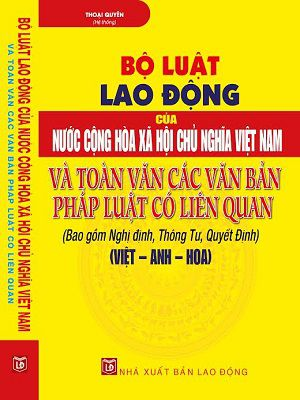 THOẠI QUYÊN
(Hệ thống)
BỘ LUẬT
LAO ĐỘNG
CỦA
NƯỚC CỘNG HÒA XÃ HỘI CHỦ NGHĨA VIỆT NAM
VÀ TOÀN VĂN CÁC VĂN BẢN
PHÁP LUẬT CÓ LIÊN QUAN
(Bao gồm Nghị định, Thông Tư, Quyết Định)
(VIỆT – ANH – HOA)
LĐ
NHÀ XUẤT BẢN LAO ĐỘNG
BỘ LUẬT LAO ĐỘNG CỦA NƯỚC CỘNG HÒA XÃ HỘI CHỦ NGHĨA VIỆT NAM
VÀ TOÀN VĂN CÁC VĂN BẢN PHÁP LUẬT CÓ LIÊN QUAN
LĐ